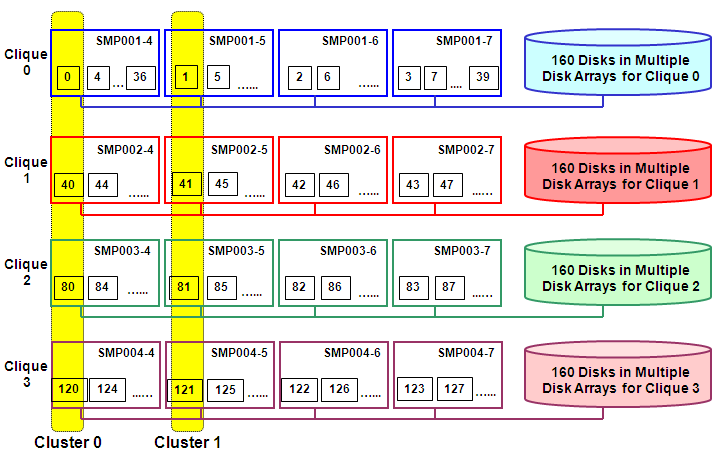 SMP001-4 SMP001-5 SMP001-6 SMP001-7
Clique
0
0 4 ... 36 1 5 ...... 2 6 ...... 3 7 .... 39
160 Disks in Multiple
Disk Arrays for Clique 0
SMP002-4 SMP002-5 SMP002-6 SMP002-7
Clique
1
40 44 ...... 41 45 ...... 42 46 ...... 43 47 ......
160 Disks in Multiple
Disk Arrays for Clique 1
SMP003-4 SMP003-5 SMP003-6 SMP003-7
Clique
2
80 84 ...... 81 85 ...... 82 86 ...... 83 87 ......
160 Disks in Multiple
Disk Arrays for Clique 2
SMP004-4 SMP004-5 SMP004-6 SMP004-7
Clique
3
120 124 ...... 121 125 ...... 122 126 ...... 123 127 ......
160 Disks in Multiple
Disk Arrays for Clique 3
Cluster 0 Cluster 1